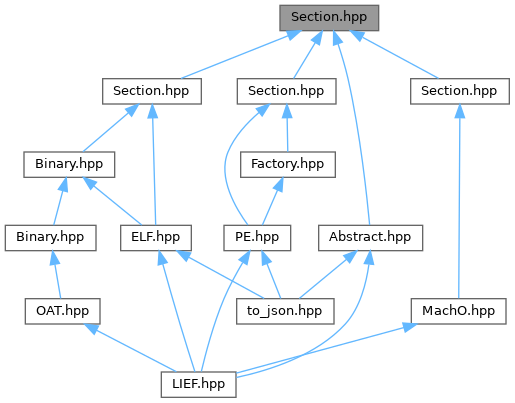 Section.hpp
Section.hpp
Section.hpp
Section.hpp
Binary.hpp
Factory.hpp
Binary.hpp
ELF.hpp
PE.hpp
Abstract.hpp
OAT.hpp
to_json.hpp
MachO.hpp
LIEF.hpp